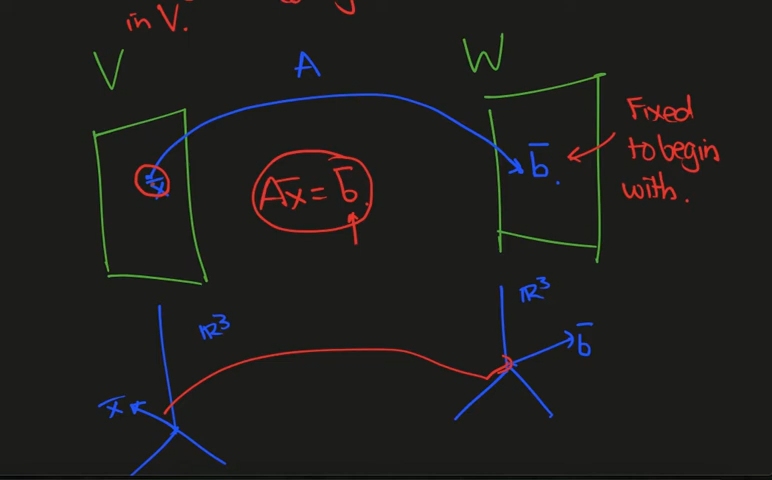 in V.
V
A
W
x̄
Ax̄ = b̄.
b̄.
Fixed
to begin
with.
ℝ³
ℝ³
x̄
b̄